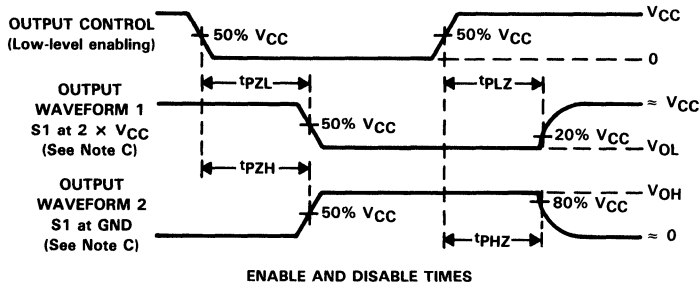 OUTPUT CONTROL
(Low-level enabling)
50% VCC
50% VCC
VCC
0
tPZL
tPLZ
OUTPUT
WAVEFORM 1
S1 at 2 × VCC
(See Note C)
50% VCC
≈ VCC
20% VCC
VOL
tPZH
OUTPUT
WAVEFORM 2
S1 at GND
(See Note C)
50% VCC
VOH
80% VCC
≈ 0
tPHZ
ENABLE AND DISABLE TIMES